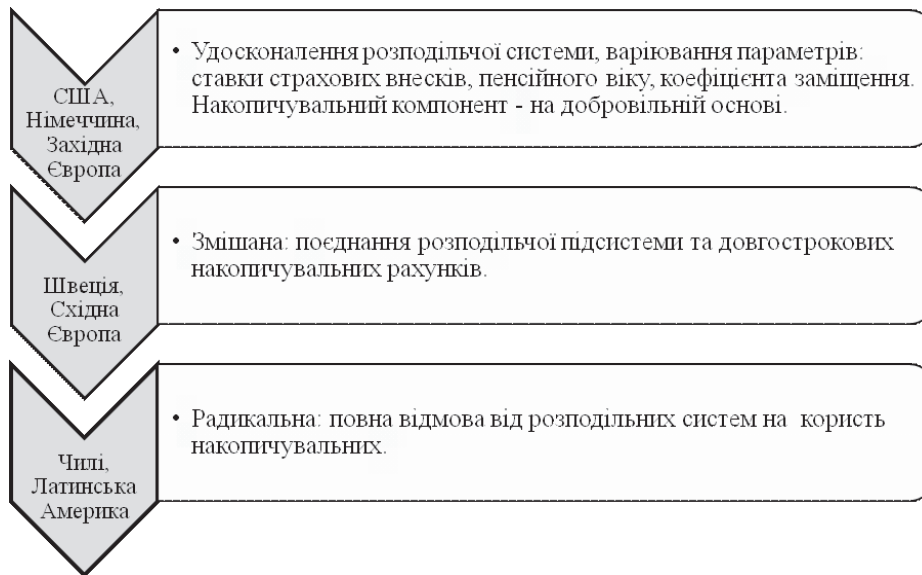 США,
Німеччина,
Західна
Європа
• Удосконалення розподільчої системи, варіювання параметрів:
ставки страхових внесків, пенсійного віку, коефіцієнта заміщення.
Накопичувальний компонент - на добровільній основі.
Швеція,
Східна
Європа
• Змішана: поєднання розподільчої підсистеми та довгострокових
накопичувальних рахунків.
Чилі,
Латинська
Америка
• Радикальна: повна відмова від розподільних систем на користь
накопичувальних.